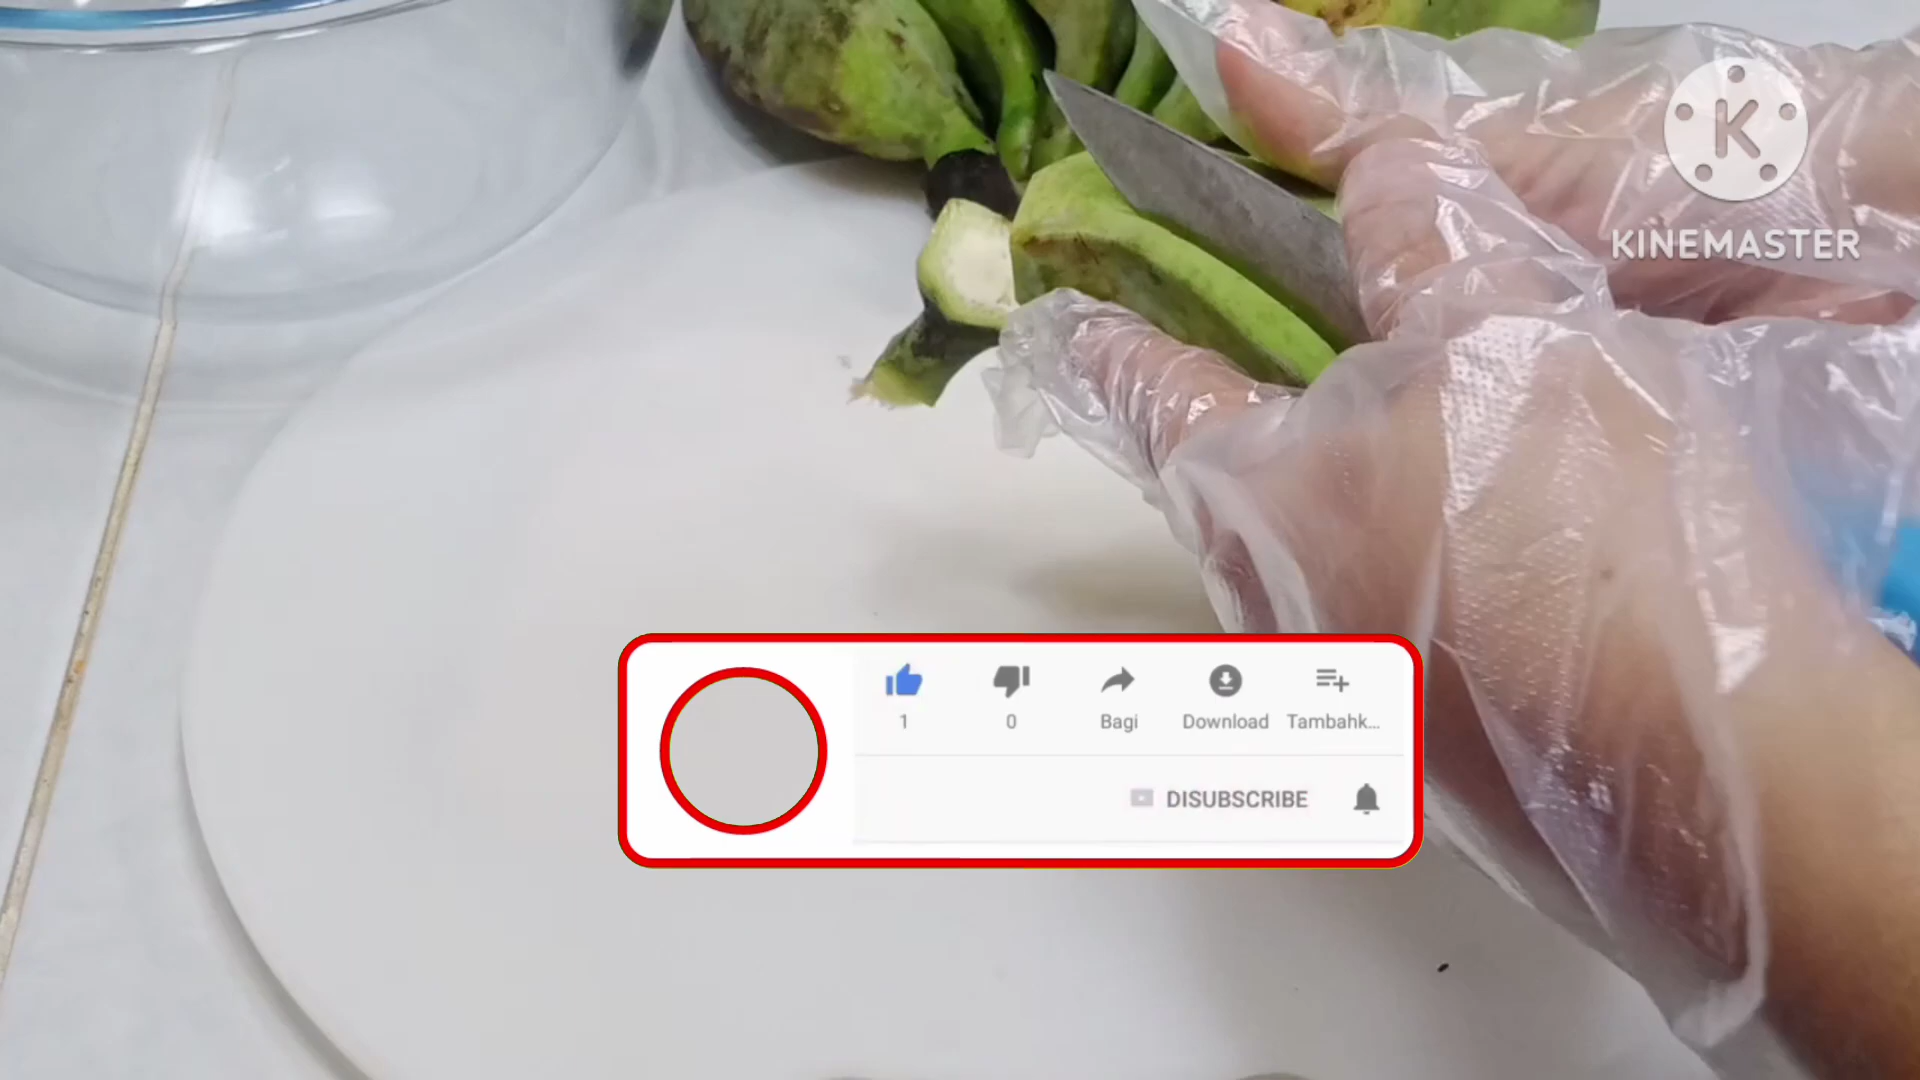 K
KINEMASTER
1
0
Bagi
Download
Tambahk...
DISUBSCRIBE